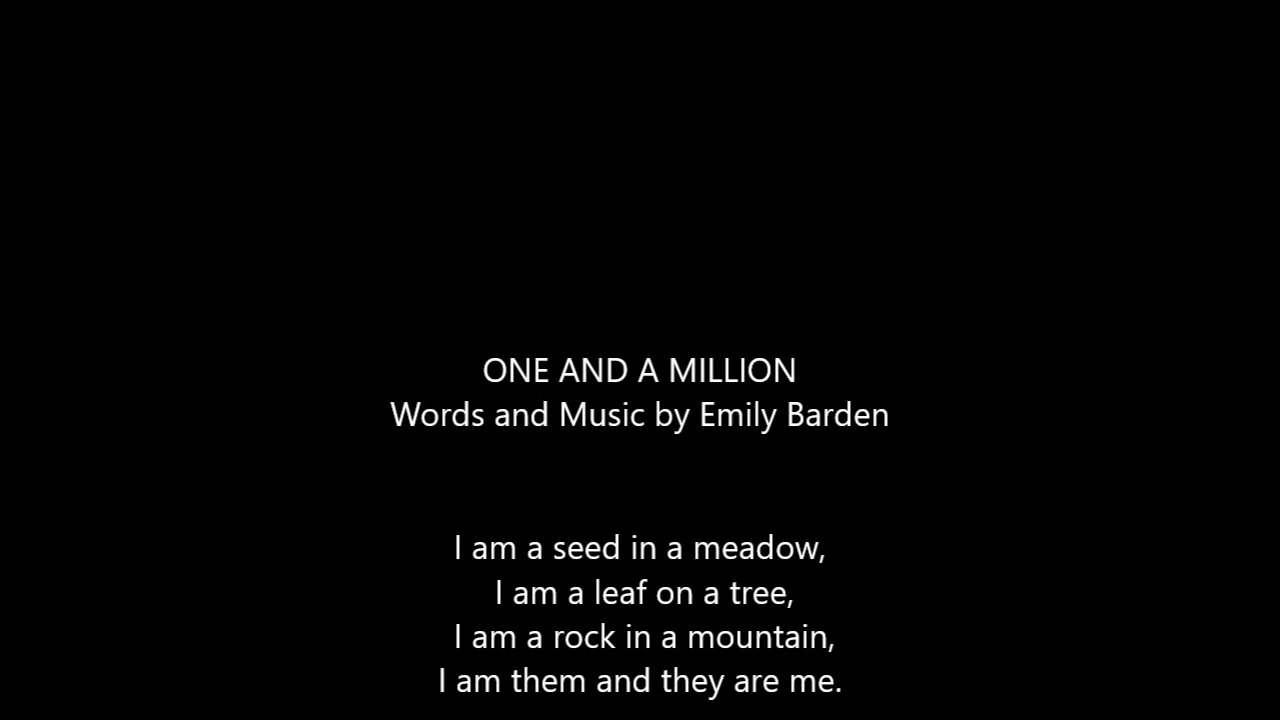 ONE AND A MILLION
Words and Music by Emily Barden
I am a seed in a meadow,
I am a leaf on a tree,
I am a rock in a mountain,
I am them and they are me.